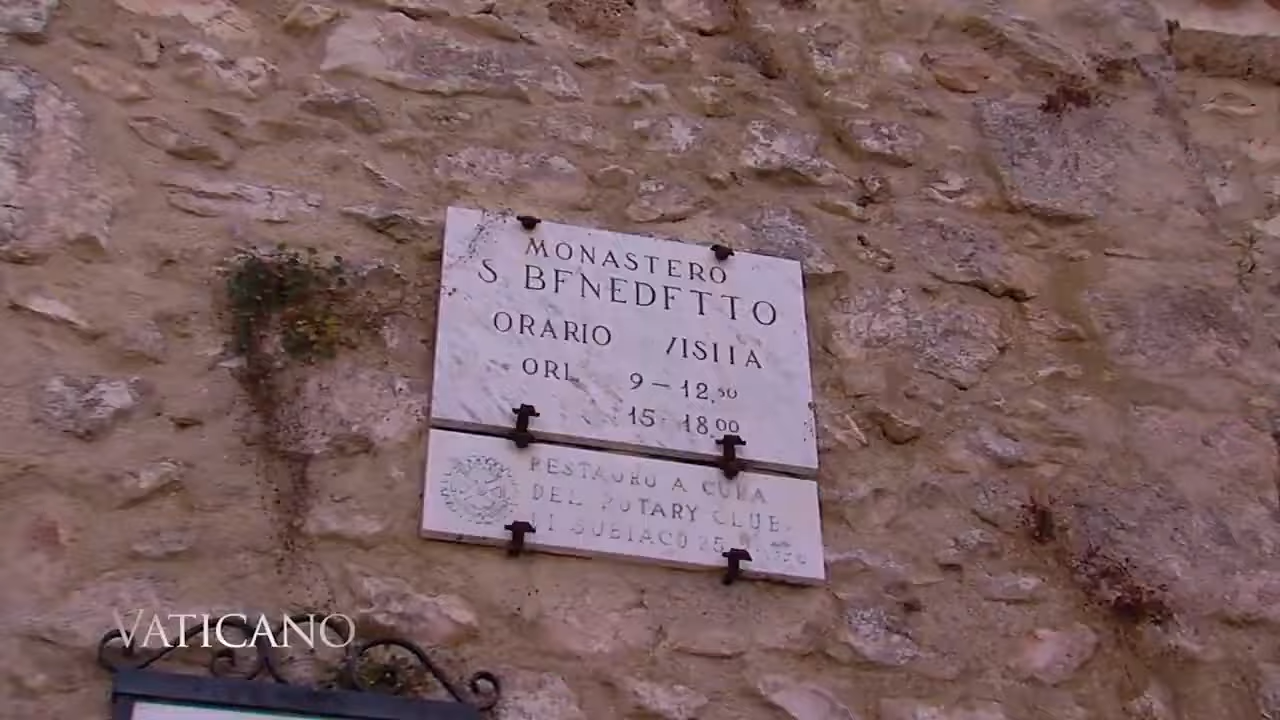 MONASTERO
S BENEDETTO
ORARIO VISITA
ORE 9-12,50
15 18,00
RESTAURO A CURA
DEL ROTARY CLUB
DI SUBIACO 25
VATICANO